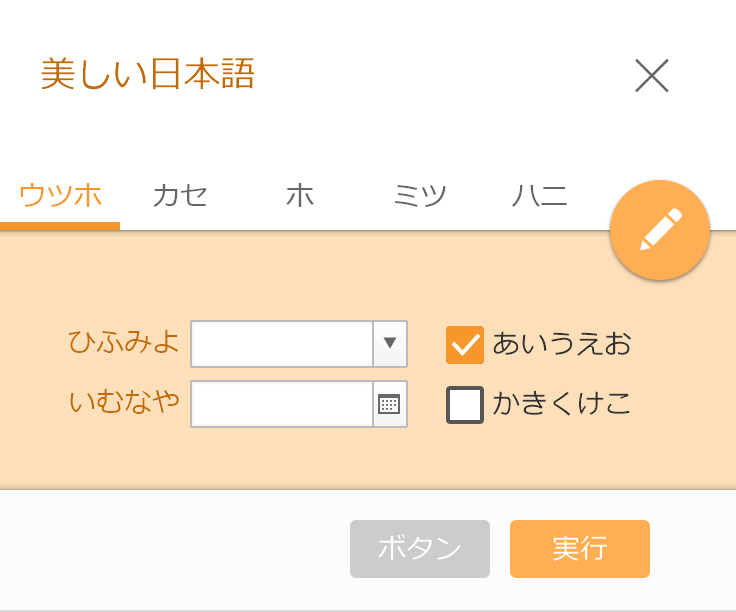 美しい日本語
ウツホ カセ ホ ミツ ハニ
ひふみよ あいうえお
いむなや かきくけこ
ボタン 実行